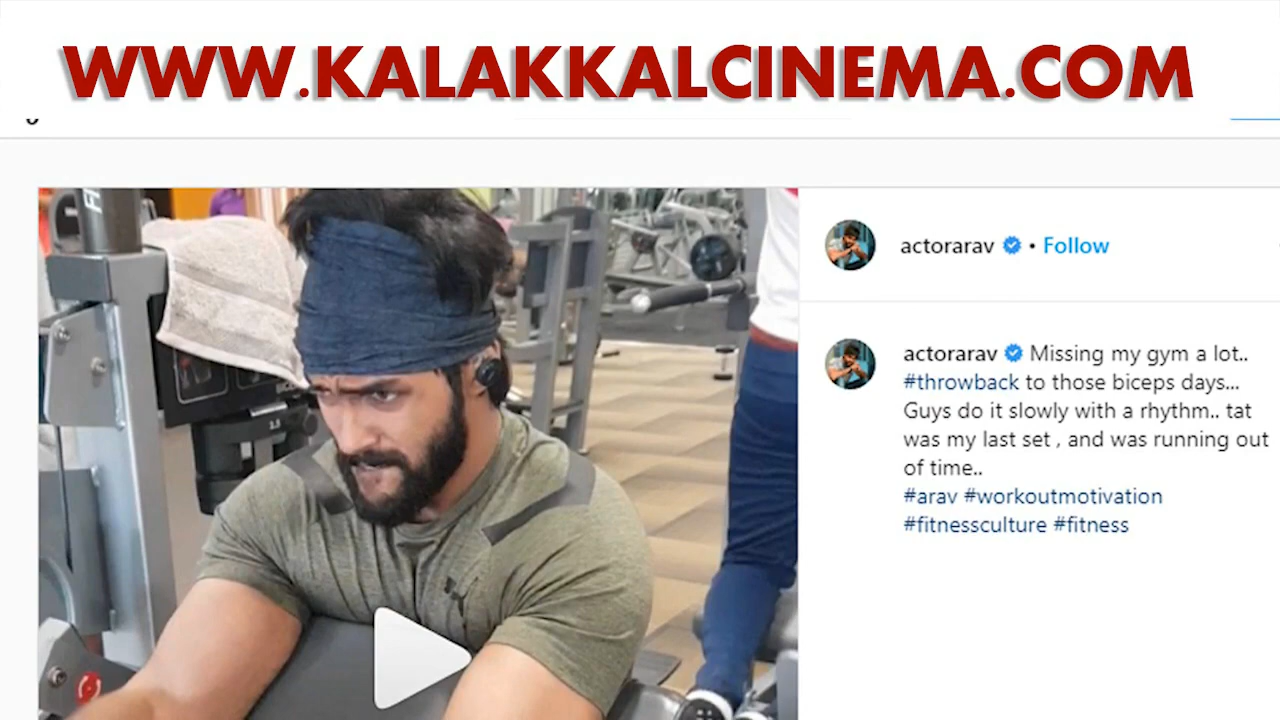 WWW.KALAKKALCINEMA.COM
actorarav • Follow
actorarav Missing my gym a lot..
#throwback to those biceps days...
Guys do it slowly with a rhythm.. tat
was my last set , and was running out
of time..
#arav #workoutmotivation
#fitnessculture #fitness